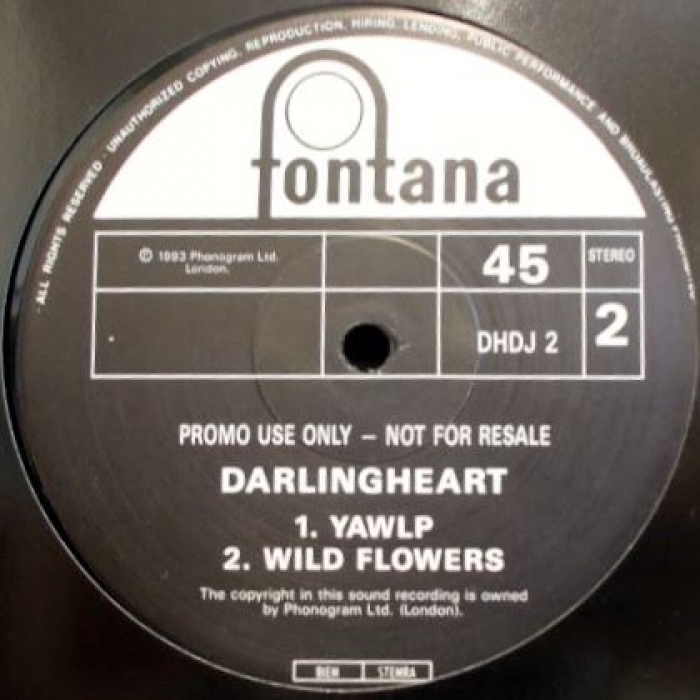 ALL RIGHTS RESERVED · UNAUTHORIZED COPYING, REPRODUCTION, HIRING, LENDING, PUBLIC PERFORMANCE AND BROADCASTING
fontana
℗ 1993 Phonogram Ltd.
London.
45
STEREO
DHDJ 2
2
PROMO USE ONLY – NOT FOR RESALE
DARLINGHEART
1. YAWLP
2. WILD FLOWERS
The copyright in this sound recording is owned
by Phonogram Ltd. (London).
BIEM STEMRA